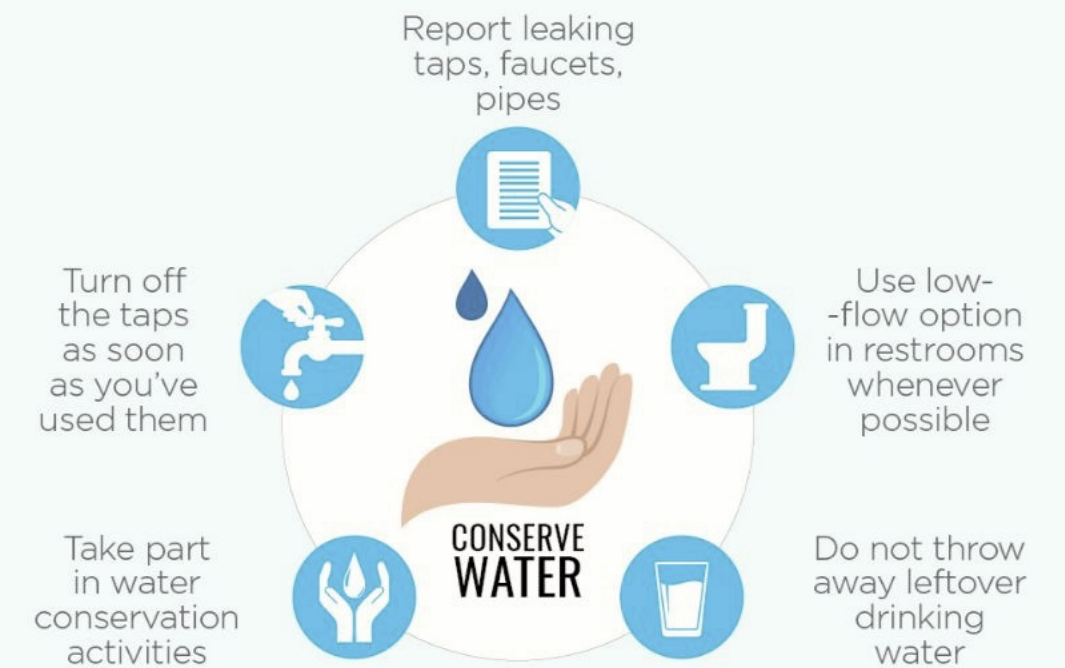 Report leaking
taps, faucets,
pipes
Turn off
the taps
as soon
as you've
used them
Use low-
-flow option
in restrooms
whenever
possible
CONSERVE
WATER
Take part
in water
conservation
activities
Do not throw
away leftover
drinking
water